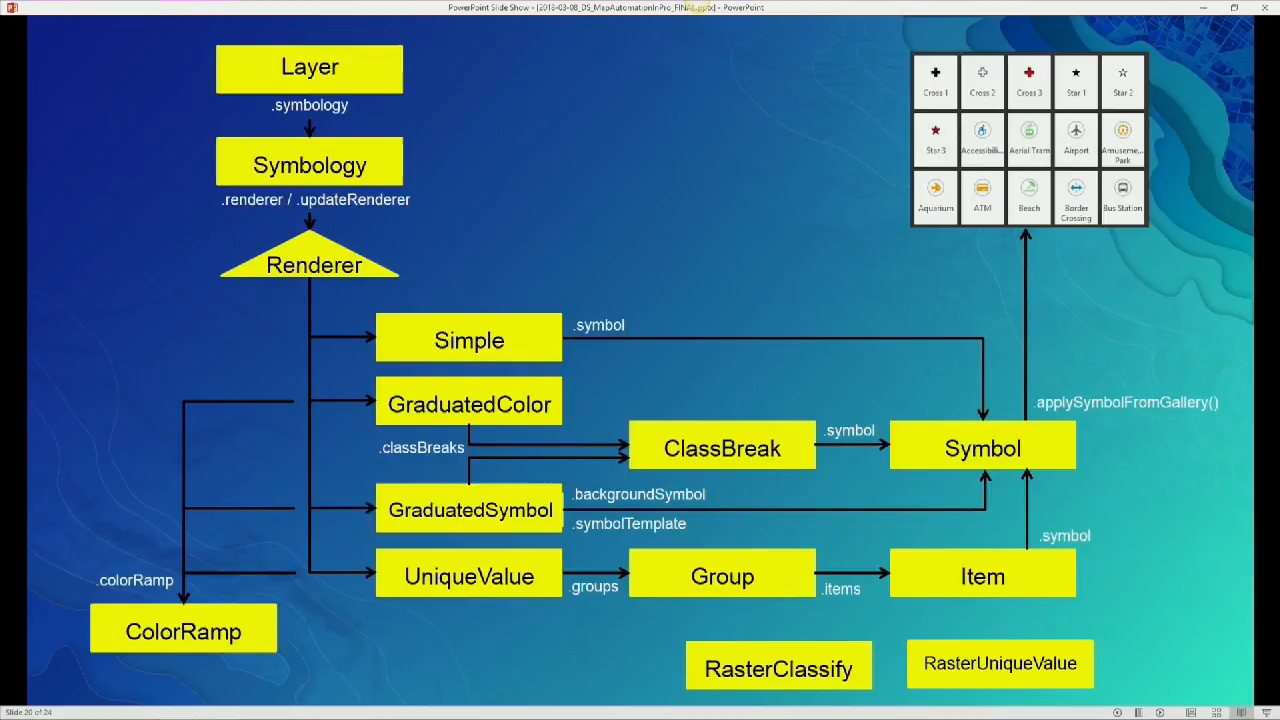 PowerPoint Slide Show - [2018-03-08_DS_MapAutomationInPro_FINAL.pptx] - PowerPoint
Layer
.symbology
Symbology
.renderer / .updateRenderer
Renderer
Cross 1
Cross 2
Cross 3
Star 1
Star 2
Star 3
Accessibili...
Aerial Tram
Airport
Amuseme...
Park
Aquarium
ATM
Beach
Border
Crossing
Bus Station
Simple
.symbol
GraduatedColor
.classBreaks
ClassBreak
.symbol
Symbol
.applySymbolFromGallery()
GraduatedSymbol
.backgroundSymbol
.symbolTemplate
.symbol
UniqueValue
.groups
Group
.items
Item
.colorRamp
ColorRamp
RasterClassify
RasterUniqueValue
Slide 20 of 24